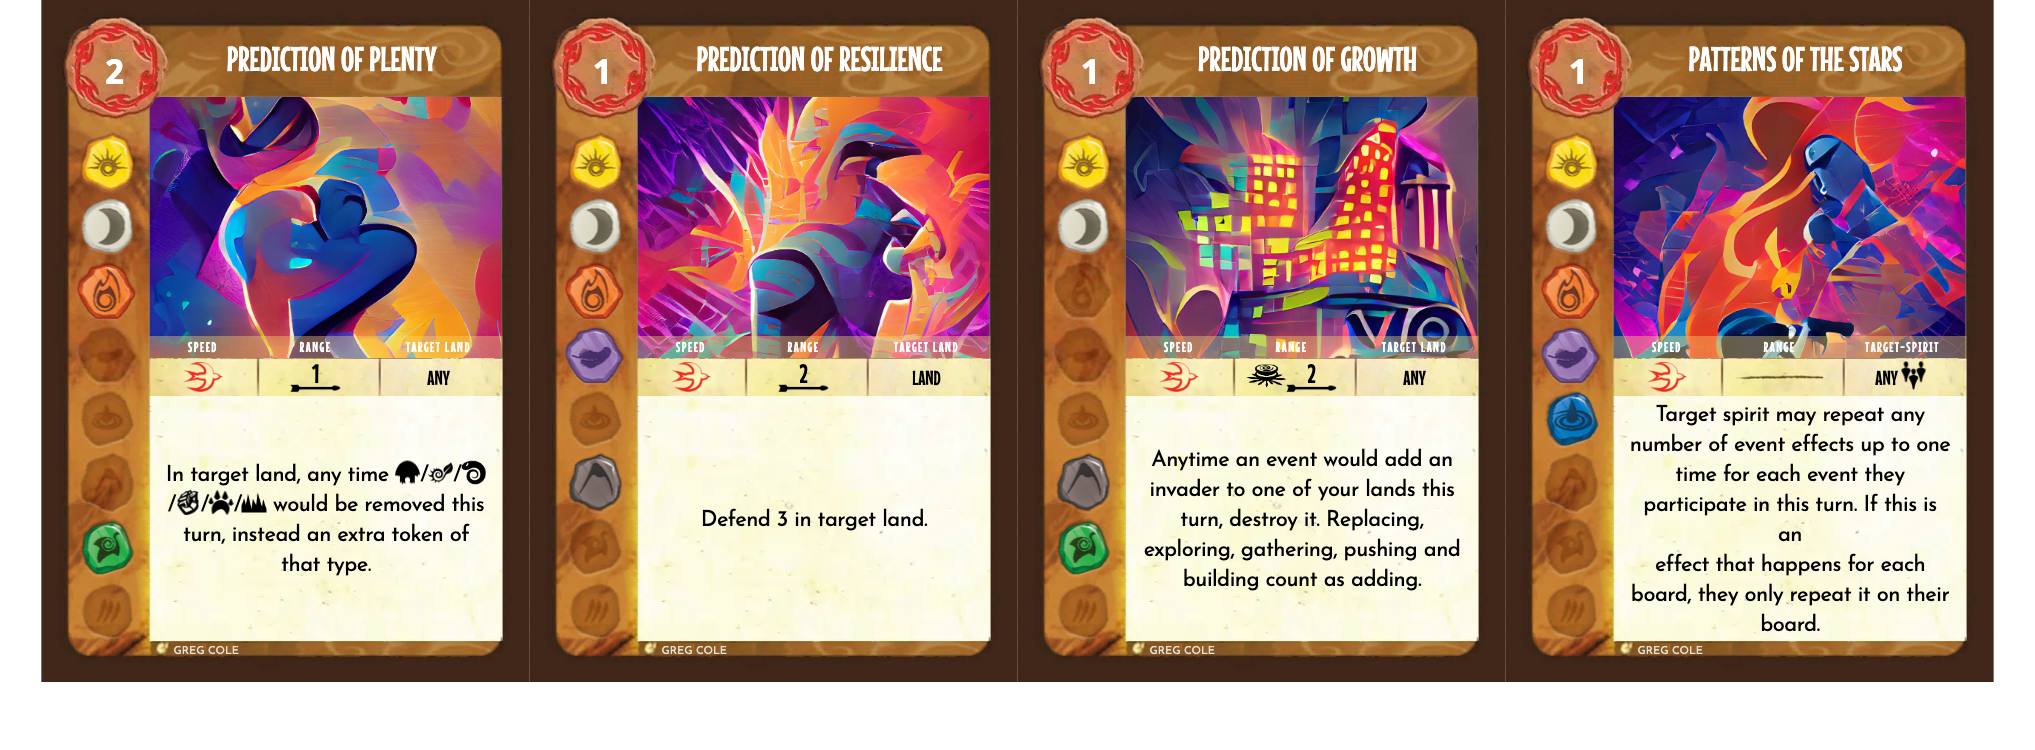 2
PREDICTION OF PLENTY
SPEED
RANGE
TARGET LAND
1
ANY
In target land, any time / / 
/ / / would be removed this
turn, instead an extra token of
that type.
GREG COLE
1
PREDICTION OF RESILIENCE
SPEED
RANGE
TARGET LAND
2
LAND
Defend 3 in target land.
GREG COLE
1
PREDICTION OF GROWTH
SPEED
RANGE
TARGET LAND
2
ANY
Anytime an event would add an
invader to one of your lands this
turn, destroy it. Replacing,
exploring, gathering, pushing and
building count as adding.
GREG COLE
1
PATTERNS OF THE STARS
SPEED
RANGE
TARGET-SPIRIT
ANY
Target spirit may repeat any
number of event effects up to one
time for each event they
participate in this turn. If this is
an
effect that happens for each
board, they only repeat it on their
board.
GREG COLE